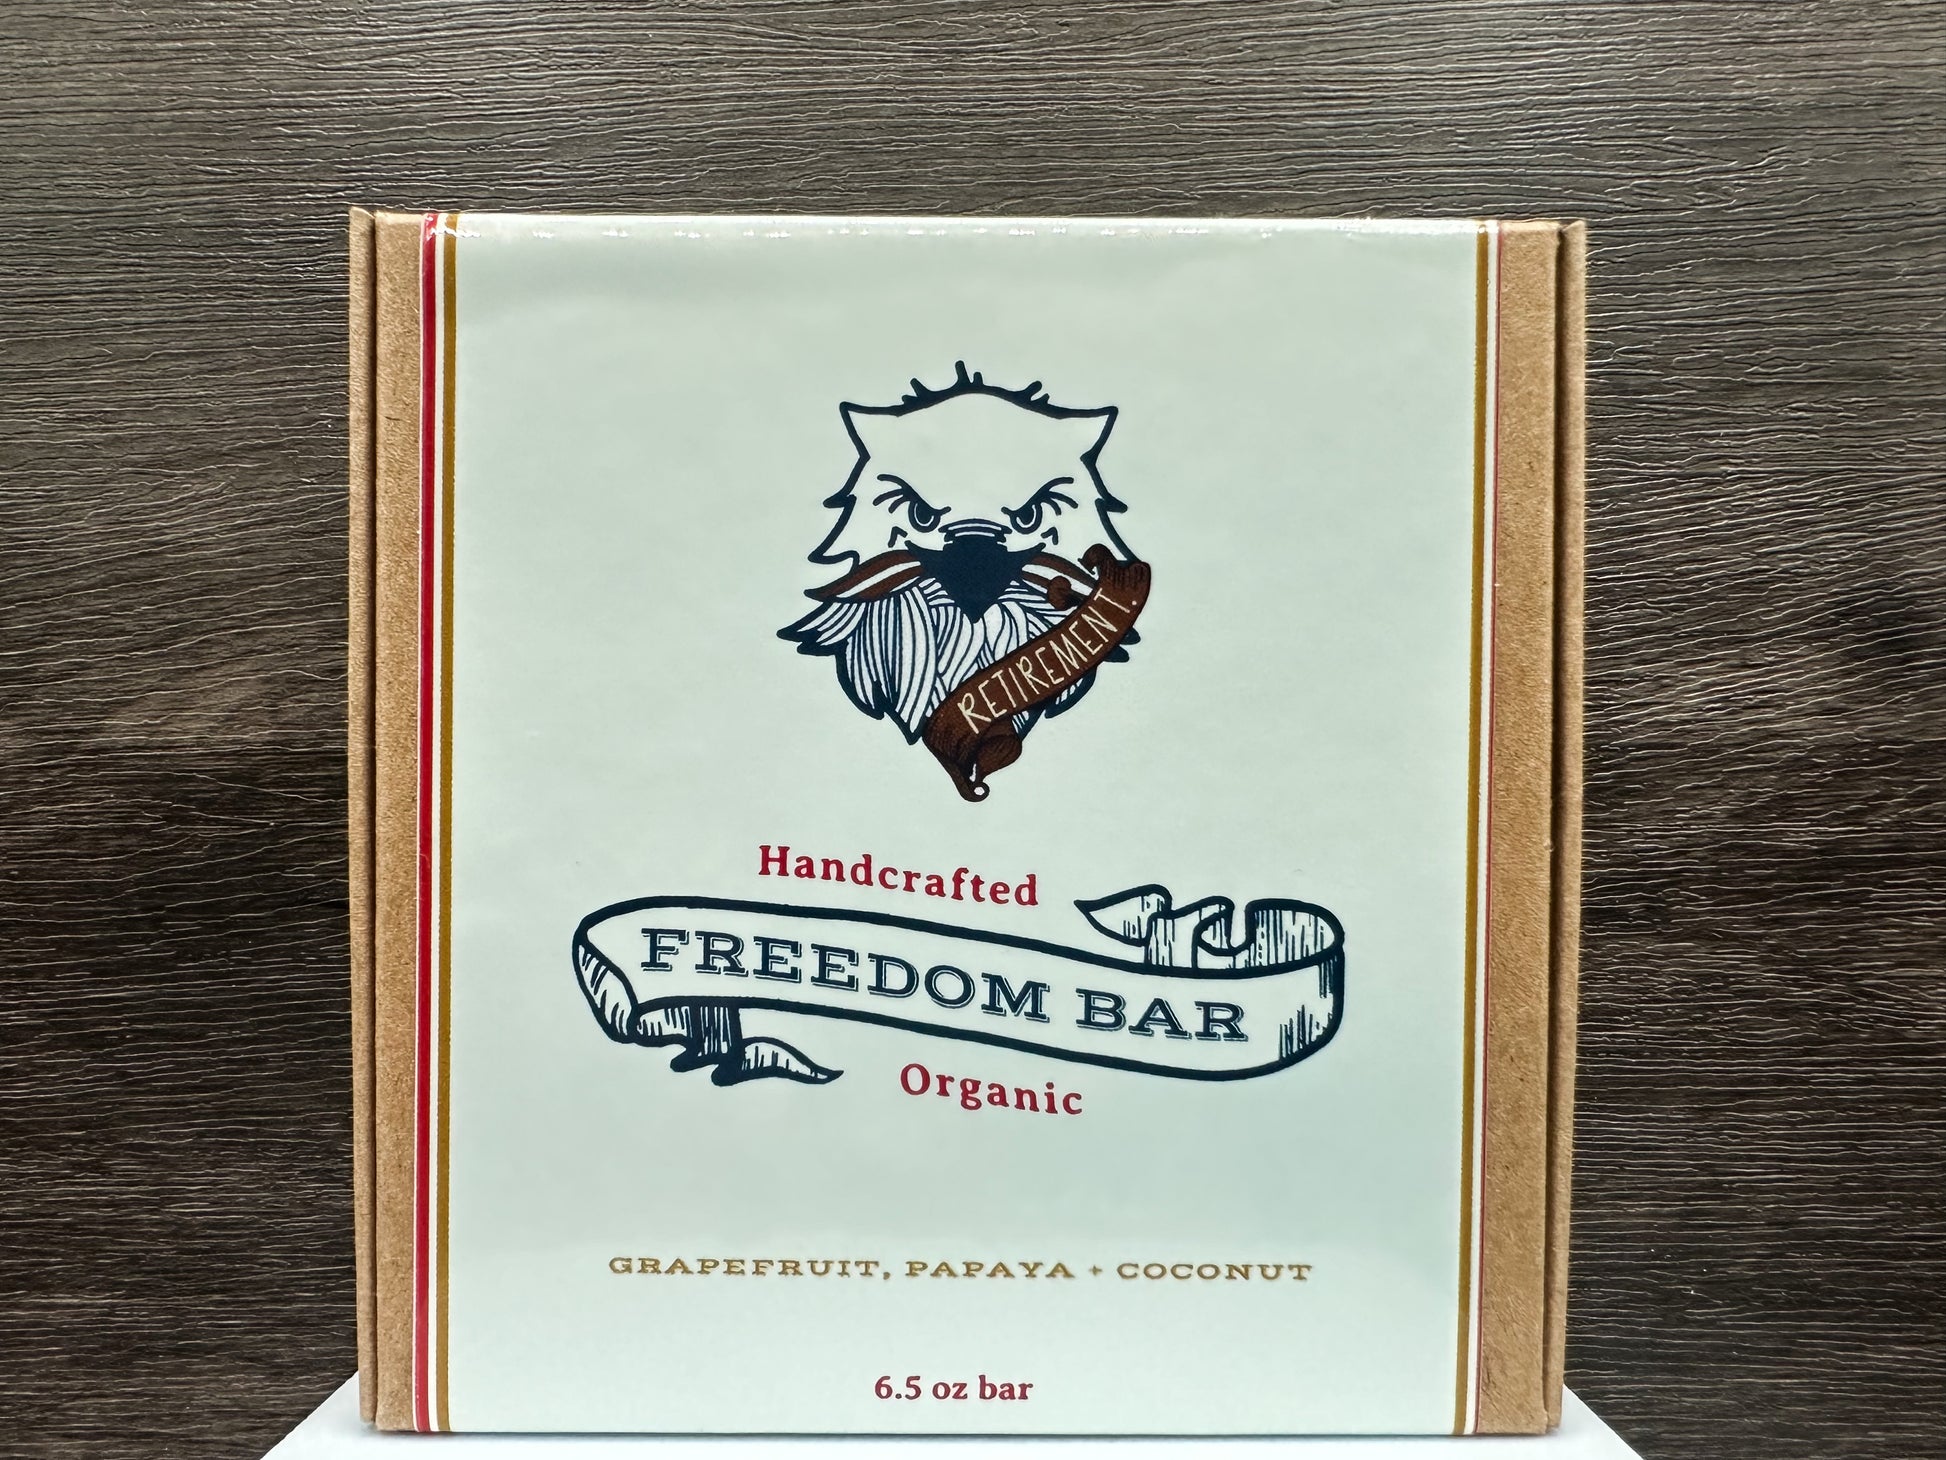 RETIREMENT.
Handcrafted
FREEDOM BAR
Organic
GRAPEFRUIT, PAPAYA + COCONUT
6.5 oz bar